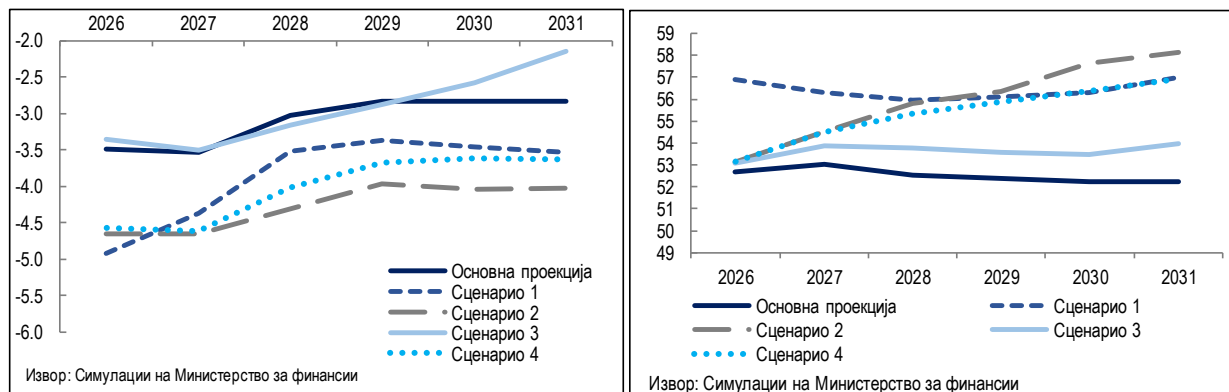 2026 2027 2028 2029 2030 2031
-2.0
-2.5
-3.0
-3.5
-4.0
-4.5
-5.0
-5.5
-6.0
Основна проекција
Сценарио 1
Сценарио 2
Сценарио 3
Сценарио 4
Извор: Симулации на Министерство за финансии
59
58
57
56
55
54
53
52
51
50
49
2026 2027 2028 2029 2030 2031
Основна проекција Сценарио 1
Сценарио 2 Сценарио 3
Сценарио 4
Извор: Симулации на Министерство за финансии